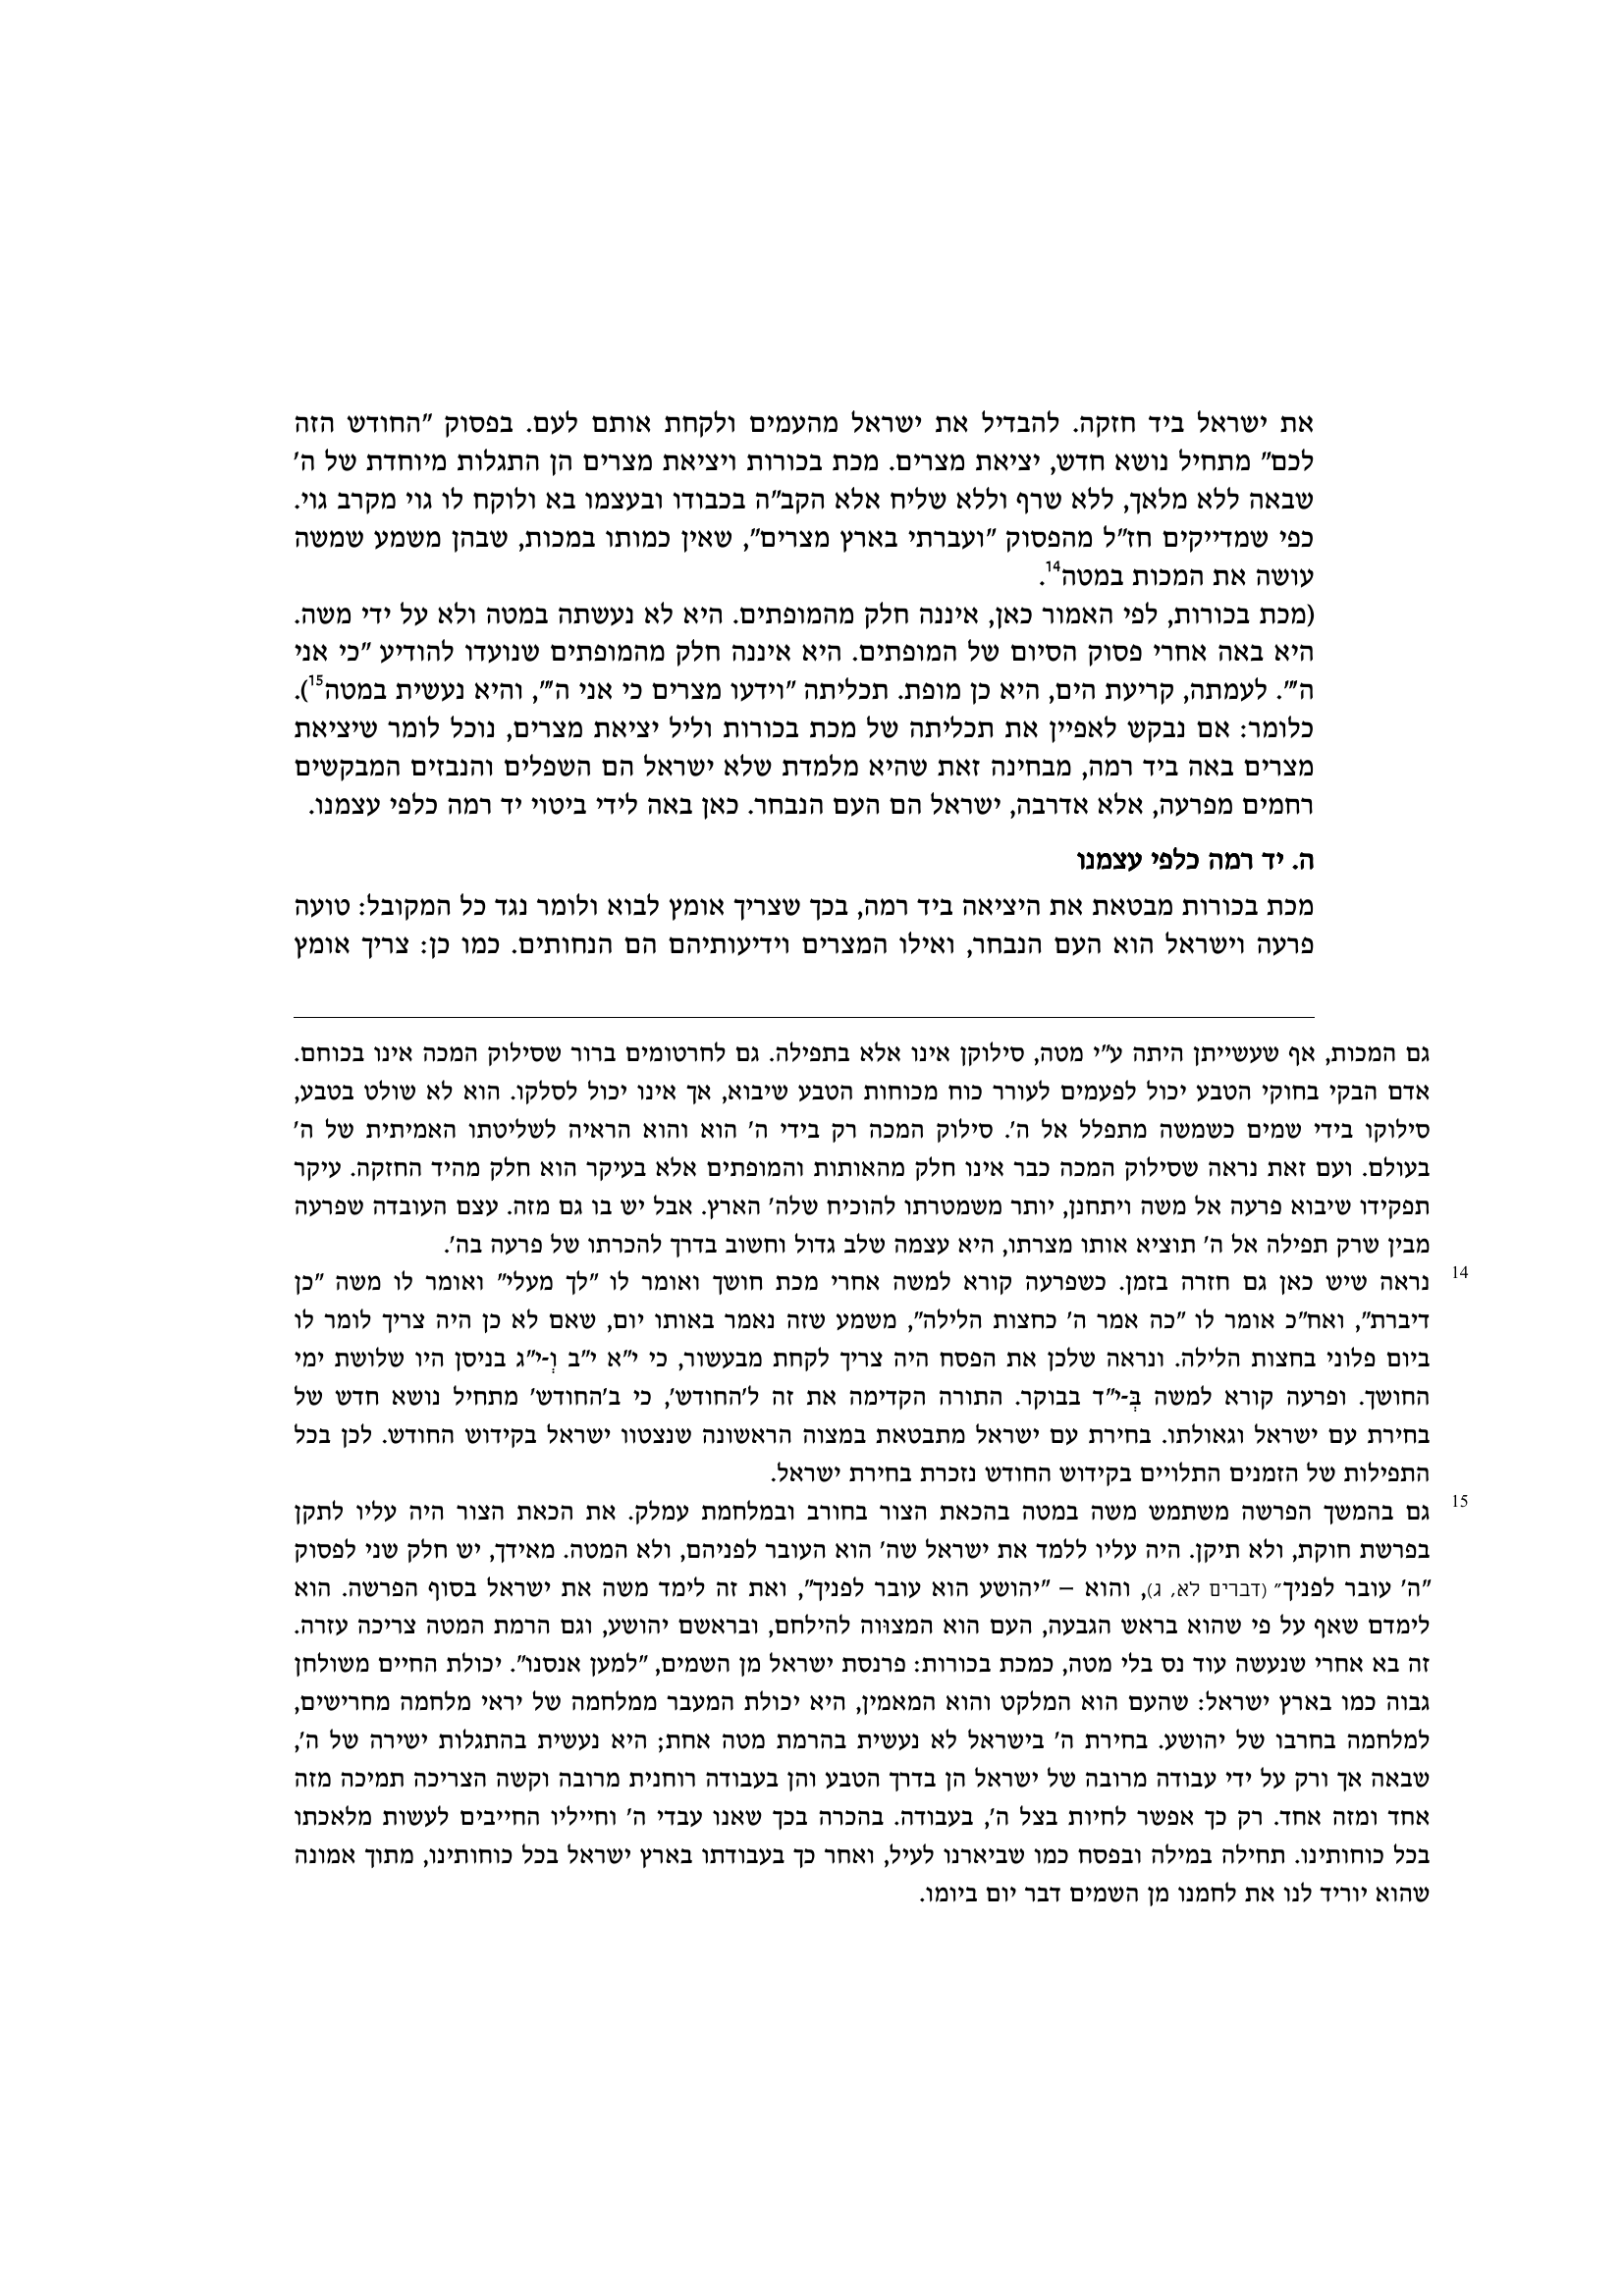 את ישראל ביד חזקה. להבדיל את ישראל מהעמים ולקחת אותם לעם. בפסוק "החודש הזה
לכם" מתחיל נושא חדש, יציאת מצרים. מכת בכורות ויציאת מצרים הן התגלות מיוחדת של ה'
שבאה ללא מלאך, ללא שרף וללא שליח אלא הקב"ה בכבודו ובעצמו בא ולוקח לו גוי מקרב גוי.
כפי שמדייקים חז"ל מהפסוק "ועברתי בארץ מצרים", שאין כמותו במכות, שבהן משמע שמשה
עושה את המכות במטה14.
(מכת בכורות, לפי האמור כאן, איננה חלק מהמופתים. היא לא נעשתה במטה ולא על ידי משה.
היא באה אחרי פסוק הסיום של המופתים. היא איננה חלק מהמופתים שנועדו להודיע "כי אני
ה'". לעמתה, קריעת הים, היא כן מופת. תכליתה "וידעו מצרים כי אני ה'", והיא נעשית במטה15).
כלומר: אם נבקש לאפיין את תכליתה של מכת בכורות וליל יציאת מצרים, נוכל לומר שיציאת
מצרים באה ביד רמה, מבחינה זאת שהיא מלמדת שלא ישראל הם השפלים והנבזים המבקשים
רחמים מפרעה, אלא אדרבה, ישראל הם העם הנבחר. כאן באה לידי ביטוי יד רמה כלפי עצמנו.
ה. יד רמה כלפי עצמנו
מכת בכורות מבטאת את היציאה ביד רמה, בכך שצריך אומץ לבוא ולומר נגד כל המקובל: טועה
פרעה וישראל הוא העם הנבחר, ואילו המצרים וידיעותיהם הם הנחותים. כמו כן: צריך אומץ
גם המכות, אף שעשייתן היתה ע"י מטה, סילוקן אינו אלא בתפילה. גם לחרטומים ברור שסילוק המכה אינו בכוחם.
אדם הבקי בחוקי הטבע יכול לפעמים לעורר כוח מכוחות הטבע שיבוא, אך אינו יכול לסלקו. הוא לא שולט בטבע,
סילוקו בידי שמים כשמשה מתפלל אל ה'. סילוק המכה רק בידי ה' הוא והוא הראיה לשליטתו האמיתית של ה'
בעולם. ועם זאת נראה שסילוק המכה כבר אינו חלק מהאותות והמופתים אלא בעיקר הוא חלק מהיד החזקה. עיקר
תפקידו שיבוא פרעה אל משה ויתחנן, יותר משמטרתו להוכיח שלה' הארץ. אבל יש בו גם מזה. עצם העובדה שפרעה
מבין שרק תפילה אל ה' תוציא אותו מצרתו, היא עצמה שלב גדול וחשוב בדרך להכרתו של פרעה בה'.
14 נראה שיש כאן גם חזרה בזמן. כשפרעה קורא למשה אחרי מכת חושך ואומר לו "לך מעלי" ואומר לו משה "כן
דיברת", ואח"כ אומר לו "כה אמר ה' כחצות הלילה", משמע שזה נאמר באותו יום, שאם לא כן היה צריך לומר לו
ביום פלוני בחצות הלילה. ונראה שלכן את הפסח היה צריך לקחת מבעשור, כי י"א י"ב וְ-י"ג בניסן היו שלושת ימי
החושך. ופרעה קורא למשה בְּ-י"ד בבוקר. התורה הקדימה את זה ל'החודש', כי ב'החודש' מתחיל נושא חדש של
בחירת עם ישראל וגאולתו. בחירת עם ישראל מתבטאת במצוה הראשונה שנצטוו ישראל בקידוש החודש. לכן בכל
התפילות של הזמנים התלויים בקידוש החודש נזכרת בחירת ישראל.
15 גם בהמשך הפרשה משתמש משה במטה בהכאת הצור בחורב ובמלחמת עמלק. את הכאת הצור היה עליו לתקן
בפרשת חוקת, ולא תיקן. היה עליו ללמד את ישראל שה' הוא העובר לפניהם, ולא המטה. מאידך, יש חלק שני לפסוק
"ה' עובר לפניך" (דברים לא, ג), והוא – "יהושע הוא עובר לפניך", ואת זה לימד משה את ישראל בסוף הפרשה. הוא
לימדם שאף על פי שהוא בראש הגבעה, העם הוא המצוּוה להילחם, ובראשם יהושע, וגם הרמת המטה צריכה עזרה.
זה בא אחרי שנעשה עוד נס בלי מטה, כמכת בכורות: פרנסת ישראל מן השמים, "למען אנסנו". יכולת החיים משולחן
גבוה כמו בארץ ישראל: שהעם הוא המלקט והוא המאמין, היא יכולת המעבר ממלחמה של יראי מלחמה מחרישים,
למלחמה בחרבו של יהושע. בחירת ה' בישראל לא נעשית בהרמת מטה אחת; היא נעשית בהתגלות ישירה של ה',
שבאה אך ורק על ידי עבודה מרובה של ישראל הן בדרך הטבע והן בעבודה רוחנית מרובה וקשה הצריכה תמיכה מזה
אחד ומזה אחד. רק כך אפשר לחיות בצל ה', בעבודה. בהכרה בכך שאנו עבדי ה' וחייליו החייבים לעשות מלאכתו
בכל כוחותינו. תחילה במילה ובפסח כמו שביארנו לעיל, ואחר כך בעבודתו בארץ ישראל בכל כוחותינו, מתוך אמונה
שהוא יוריד לנו את לחמנו מן השמים דבר יום ביומו.